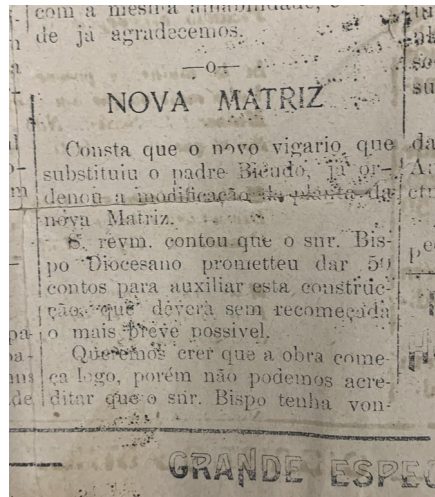 com a mesma amabilidade, e
de já agradecemos.
—o—
NOVA MATRIZ
Consta que o novo vigario, que
substituiu o padre Bicudo, já or-
denou a modificação da planta da
nova Matriz.
S. revm. contou que o snr. Bis-
po Diocesano prometteu dar 50
contos para auxiliar esta construc-
ção, que deverá sem recomeçada
o mais breve possivel.
Queremos crer que a obra come-
ça logo, porém não podemos acre-
ditar que o snr. Bispo tenha von-
GRANDE ESPEC